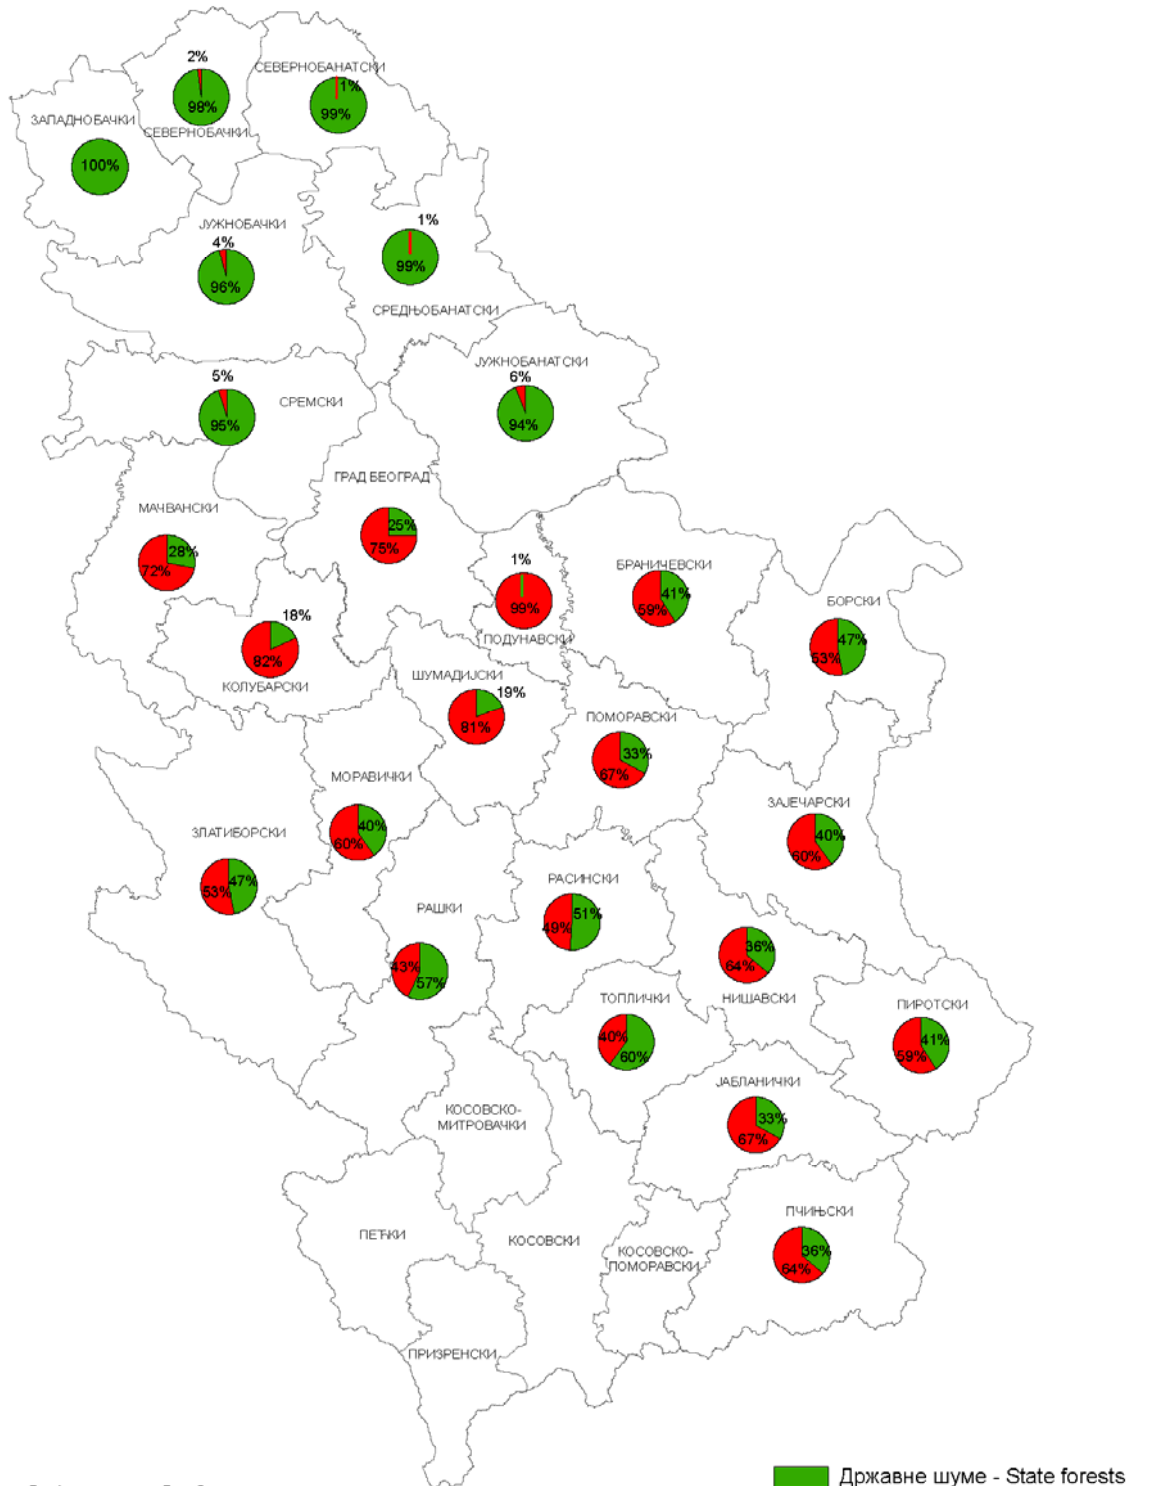 2%
СЕВЕРНОБАНАТСКИ
1%
98%
99%
ЗАПАДНОБАЧКИ
СЕВЕРНОБАЧКИ
100%
ЈУЖНОБАЧКИ
4%
96%
1%
99%
СРЕДЊОБАНАТСКИ
ЈУЖНОБАНАТСКИ
6%
94%
5%
СРЕМСКИ
95%
ГРАД БЕОГРАД
25%
75%
МАЧВАНСКИ
28%
72%
1%
99%
ПОДУНАВСКИ
БРАНИЧЕВСКИ
41%
59%
БОРСКИ
47%
53%
18%
82%
КОЛУБАРСКИ
ШУМАДИЈСКИ
19%
81%
ПОМОРАВСКИ
33%
67%
МОРАВИЧКИ
40%
60%
ЗАЈЕЧАРСКИ
40%
60%
ЗЛАТИБОРСКИ
47%
53%
РАШКИ
43%
57%
РАСИНСКИ
51%
49%
36%
64%
НИШАВСКИ
ТОПЛИЧКИ
40%
60%
ПИРОТСКИ
41%
59%
ЈАБЛАНИЧКИ
33%
67%
КОСОВСКО-
МИТРОВАЧКИ
ПЕЋКИ
КОСОВСКИ
КОСОВСКО-
ПОМОРАВСКИ
ПЧИЊСКИ
36%
64%
ПРИЗРЕНСКИ
Државне шуме - State forests